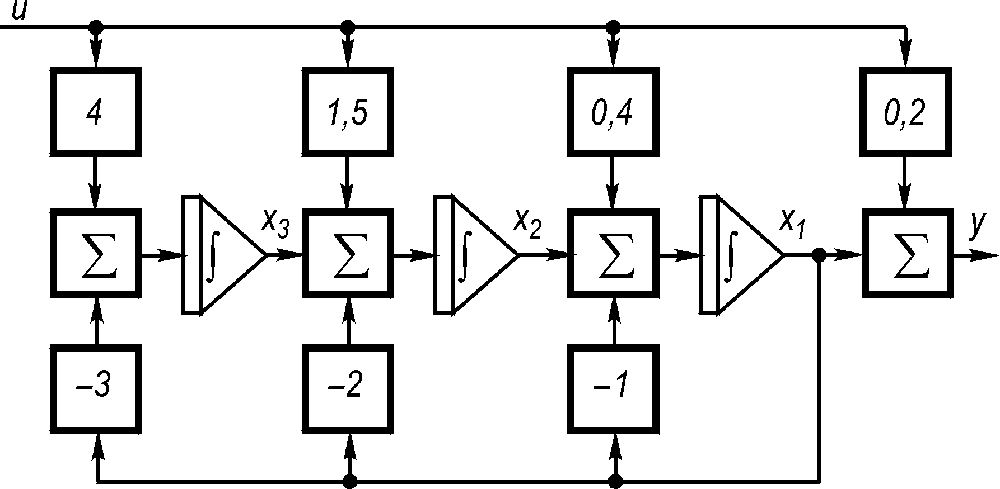 u
4 1,5 0,4 0,2
∑ ∫ x₃ ∑ ∫ x₂ ∑ ∫ x₁ ∑ y
–3 –2 –1